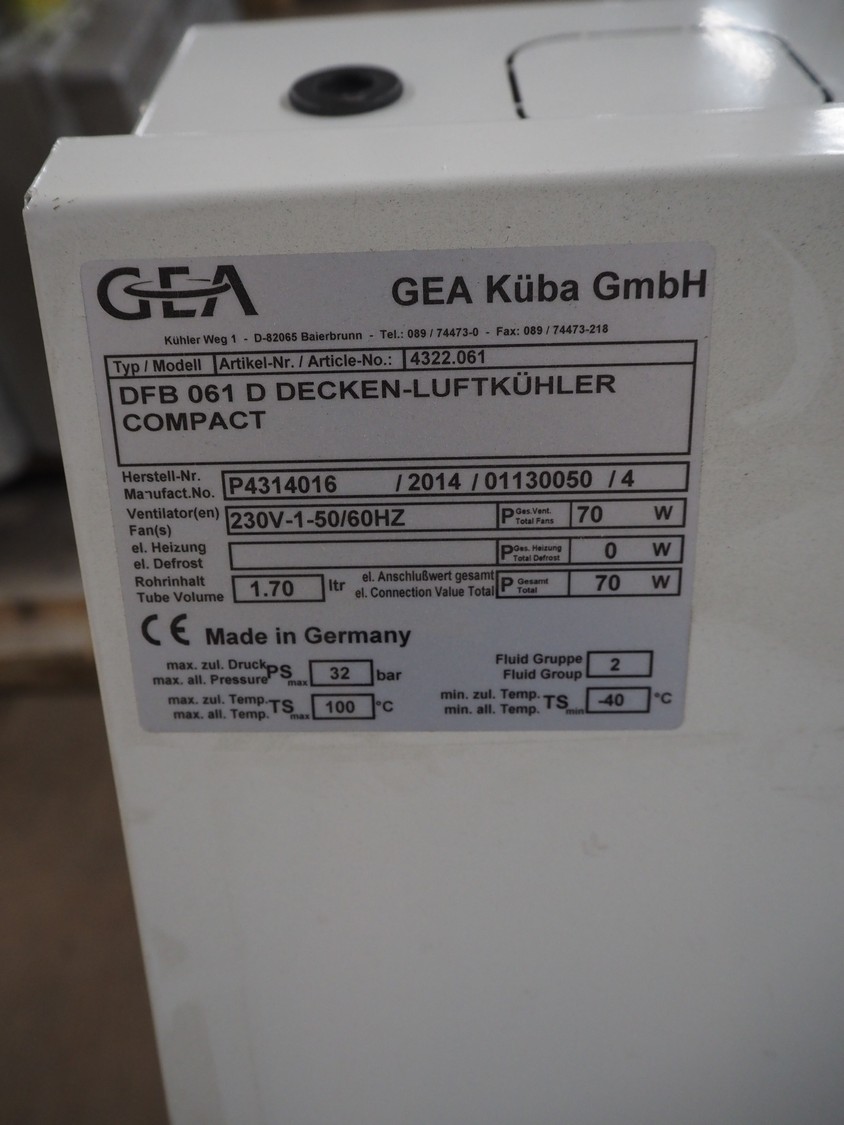 GEA GEA Küba GmbH
Kühler Weg 1 - D-82065 Baierbrunn - Tel.: 089 / 74473-0 - Fax: 089 / 74473-218
Typ / Modell Artikel-Nr. / Article-No.: 4322.061
DFB 061 D DECKEN-LUFTKÜHLER
COMPACT
Herstell-Nr.
Manufact.No. P4314016 / 2014 / 01130050 / 4
Ventilator(en)
Fan(s) 230V-1-50/60HZ P Ges.Vent. Total Fans 70 W
el. Heizung
el. Defrost P Ges. Heizung Total Defrost 0 W
Rohrinhalt
Tube Volume 1.70 ltr
el. Anschlußwert gesamt
el. Connection Value Total P Gesamt Total 70 W
CE Made in Germany
max. zul. Druck
max. all. Pressure PS max 32 bar
Fluid Gruppe
Fluid Group 2
max. zul. Temp.
max. all. Temp. TS max 100 °C
min. zul. Temp.
min. all. Temp. TS min -40 °C